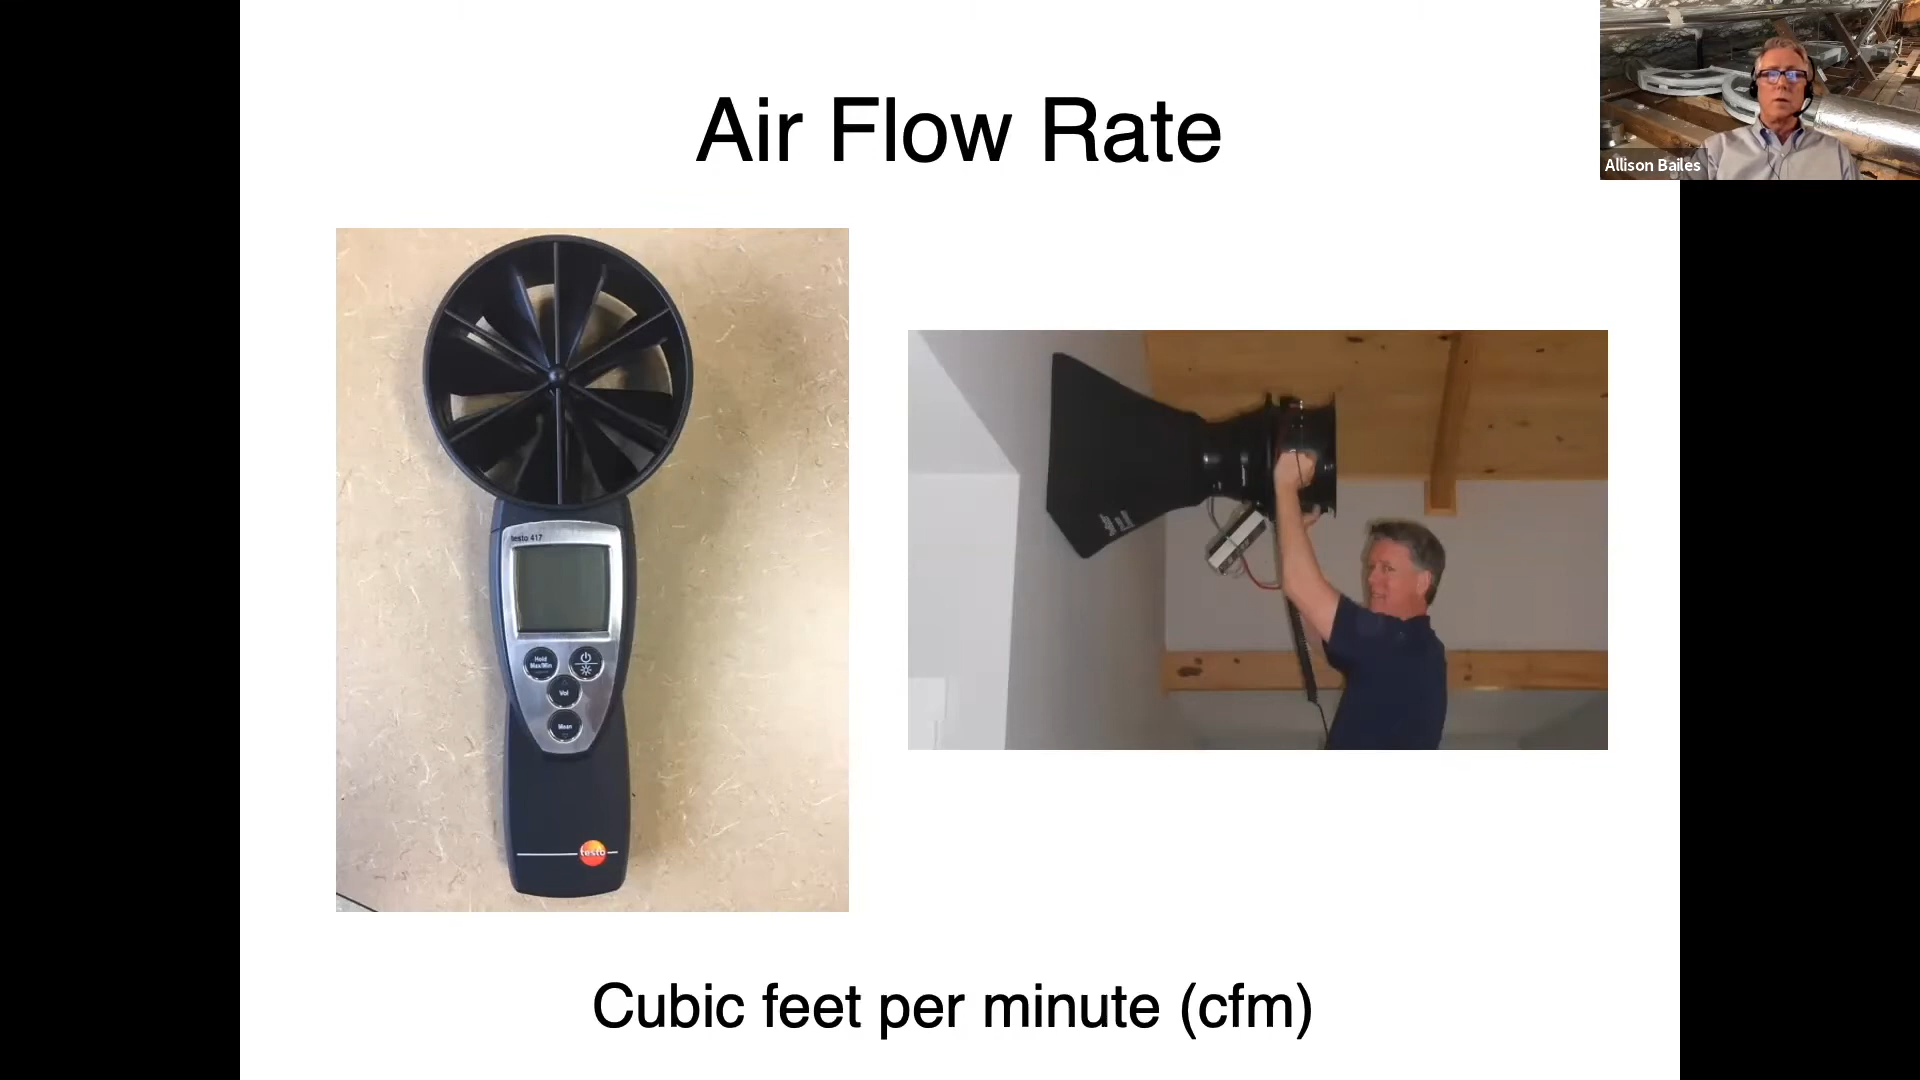 Air Flow Rate
Allison Bailes
testo 417
Hold
Max/Min
Vol
Mean
testo
Cubic feet per minute (cfm)